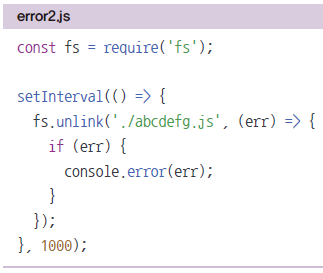 error2.js
const fs = require('fs');
setInterval(() => {
fs.unlink('./abcdefg.js', (err) => {
if (err) {
console.error(err);
}
});
}, 1000);